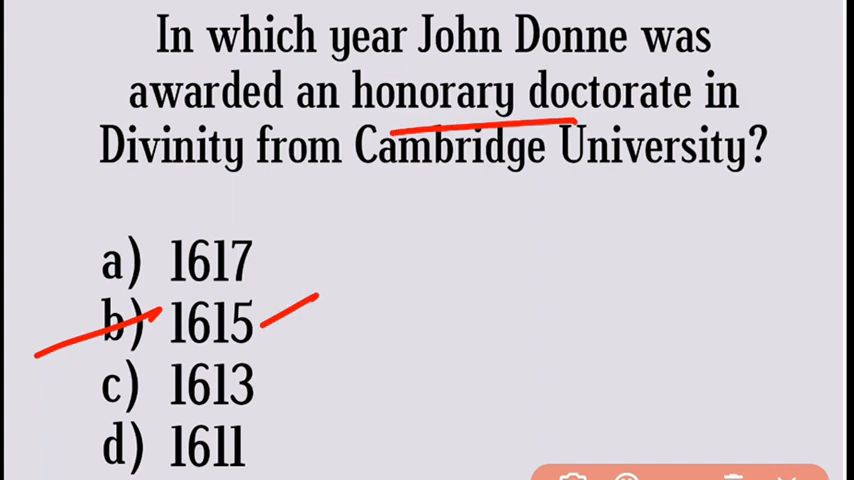 In which year John Donne was
awarded an honorary doctorate in
Divinity from Cambridge University?
a) 1617
b) 1615
c) 1613
d) 1611